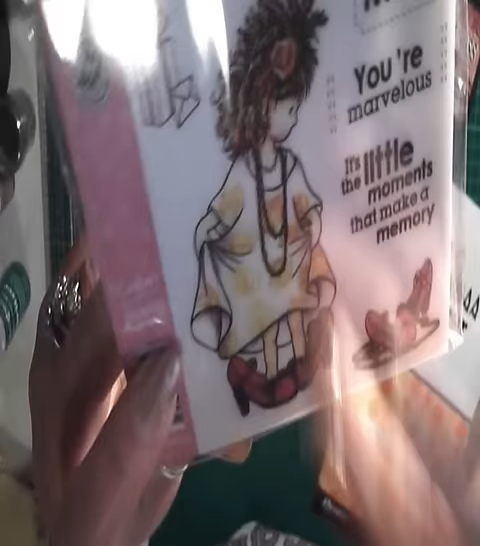 You're
marvelous
It's
the little
moments
that make a
memory